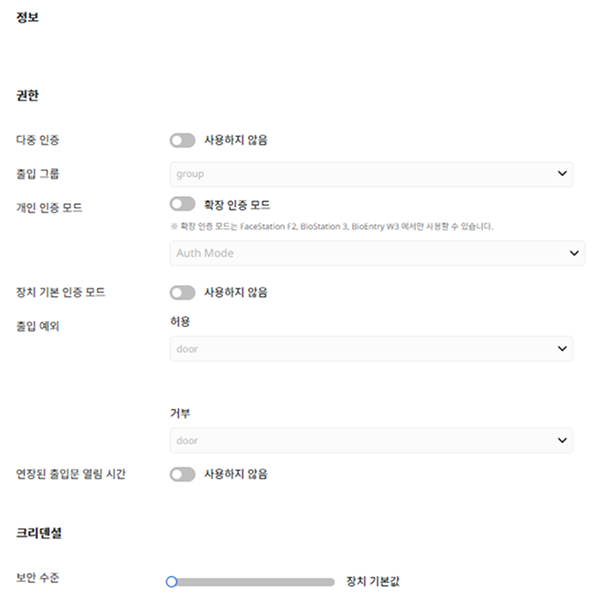 정보
권한
다중 인증 사용하지 않음
출입 그룹 group
개인 인증 모드 확장 인증 모드
※ 확장 인증 모드는 FaceStation F2, BioStation 3, BioEntry W3 에서만 사용할 수 있습니다.
Auth Mode
장치 기본 인증 모드 사용하지 않음
출입 예외 허용
door
거부
door
연장된 출입문 열림 시간 사용하지 않음
크리덴셜
보안 수준 장치 기본값